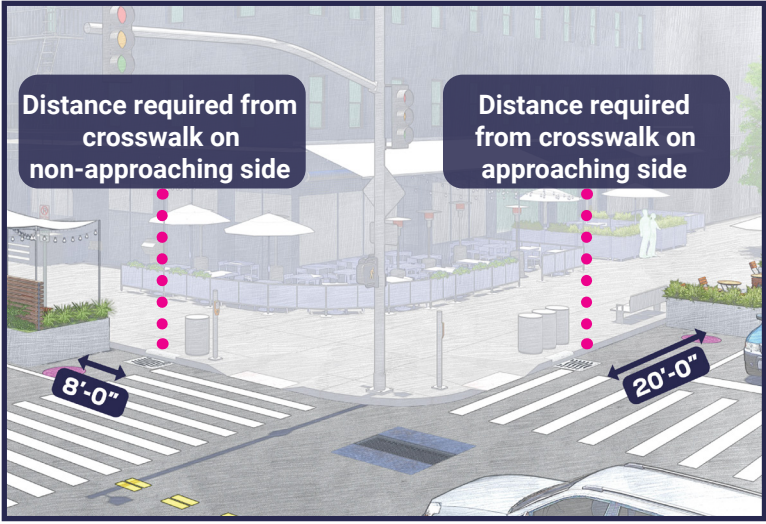 Distance required from
crosswalk on
non-approaching side
Distance required
from crosswalk on
approaching side
8'-0"
20'-0"